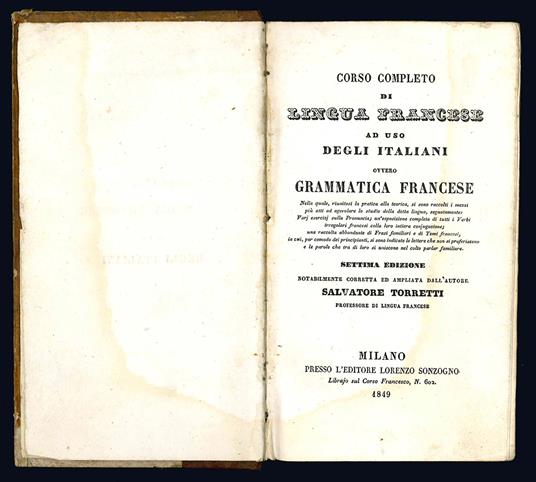 CORSO COMPLETO
DI
LINGUA FRANCESE
AD USO
DEGLI ITALIANI
OVVERO
GRAMMATICA FRANCESE
Nella quale, riunitasi la pratica alla teorica, si sono raccolti i mezzi
più atti ad agevolare lo studio della detta lingua, segnatamente:
Varj esercizj sulla Pronuncia; un'esposizione completa di tutti i Verbi
irregolari francesi colla loro intiera conjugazione;
una raccolta abbondante di Frasi familiari e di Temi francesi,
in cui, per comodo dei principianti, si sono indicate le lettere che non si proferiscono
e le parole che tra di loro si uniscono nel colto parlar familiare.
SETTIMA EDIZIONE
NOTABILMENTE CORRETTA ED AMPLIATA DALL'AUTORE
SALVATORE TORRETTI
PROFESSORE DI LINGUA FRANCESE
MILANO
PRESSO L'EDITORE LORENZO SONZOGNO
Librajo sul Corso Francesco, N. 602.
1849